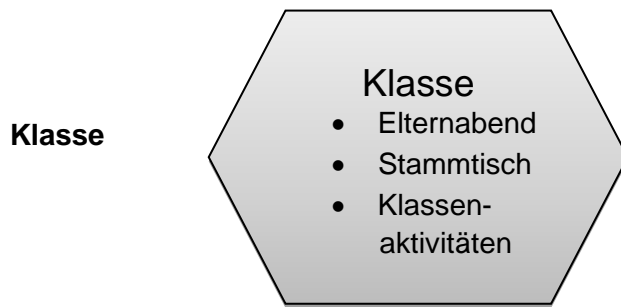 Klasse
Klasse
• Elternabend
• Stammtisch
• Klassen-
aktivitäten